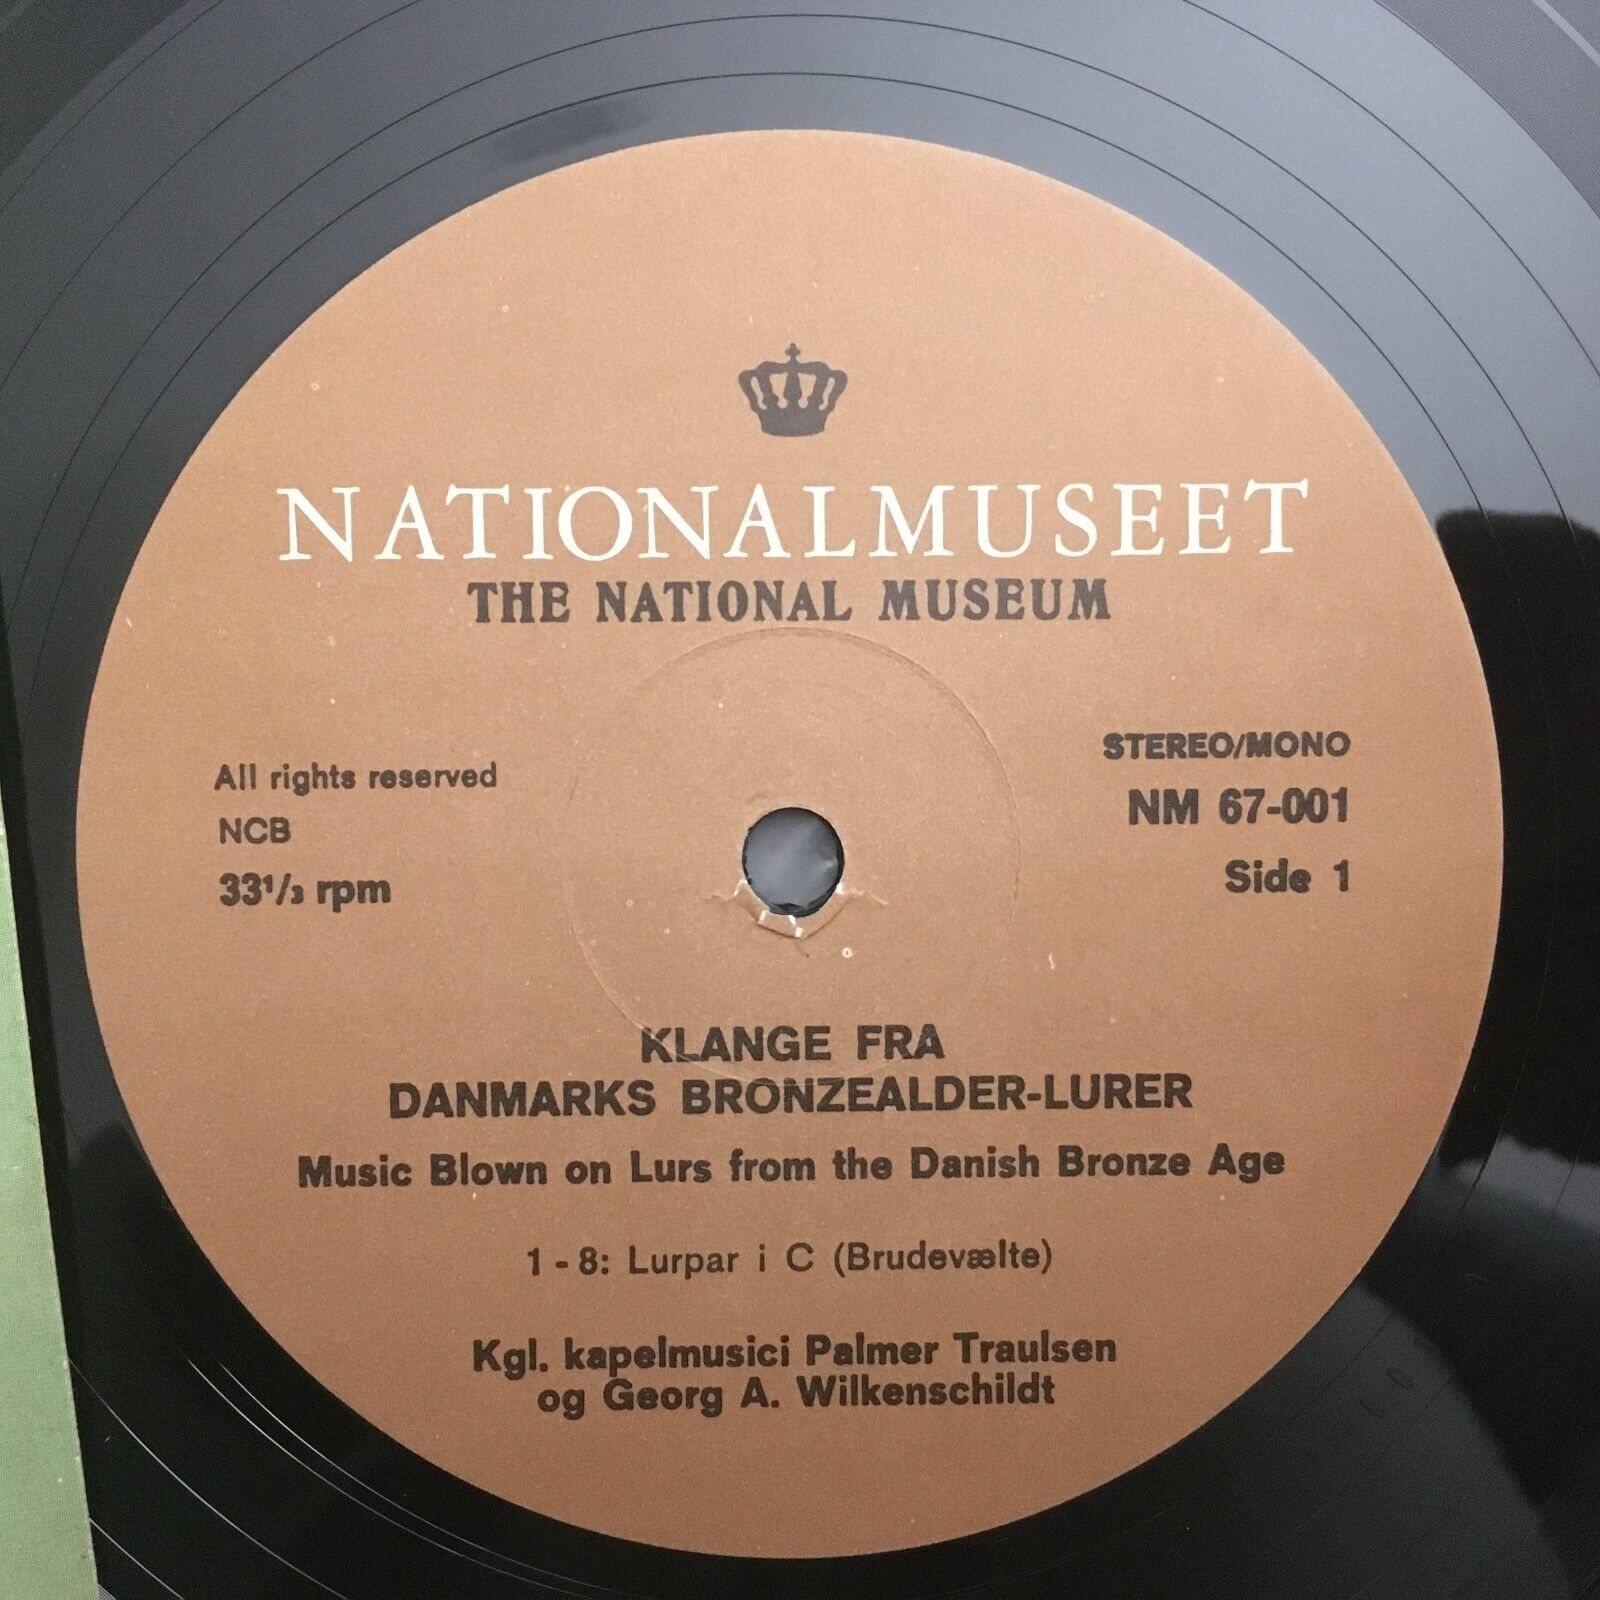 NATIONALMUSEET
THE NATIONAL MUSEUM
All rights reserved
NCB
33¹/₃ rpm
STEREO/MONO
NM 67-001
Side 1
KLANGE FRA
DANMARKS BRONZEALDER-LURER
Music Blown on Lurs from the Danish Bronze Age
1 - 8: Lurpar i C (Brudevælte)
Kgl. kapelmusici Palmer Traulsen
og Georg A. Wilkenschildt